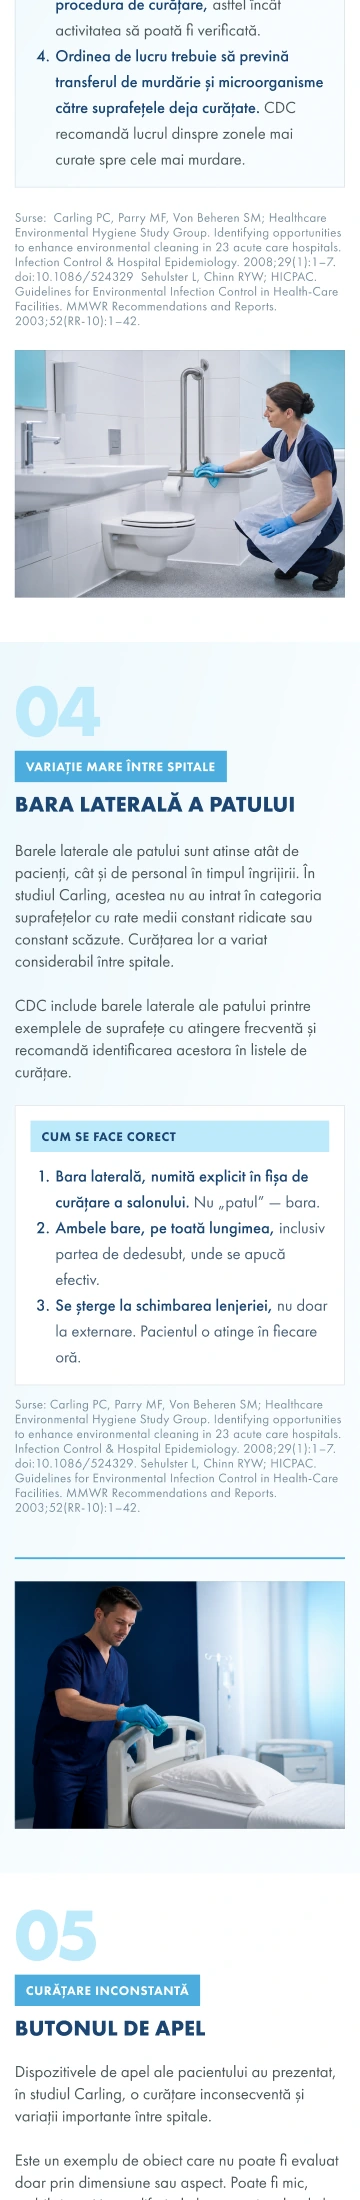 procedura de curățare, astfel încât
activitatea să poată fi verificată.
4. Ordinea de lucru trebuie să prevină
transferul de murdărie și microorganisme
către suprafețele deja curățate. CDC
recomandă lucrul dinspre zonele mai
curate spre cele mai murdare.
Surse:  Carling PC, Parry MF, Von Beheren SM; Healthcare
Environmental Hygiene Study Group. Identifying opportunities
to enhance environmental cleaning in 23 acute care hospitals.
Infection Control & Hospital Epidemiology. 2008;29(1):1–7.
doi:10.1086/524329  Sehulster L, Chinn RYW; HICPAC.
Guidelines for Environmental Infection Control in Health-Care
Facilities. MMWR Recommendations and Reports.
2003;52(RR-10):1–42.
04
VARIAȚIE MARE ÎNTRE SPITALE
BARA LATERALĂ A PATULUI
Barele laterale ale patului sunt atinse atât de
pacienți, cât și de personal în timpul îngrijirii. În
studiul Carling, acestea nu au intrat în categoria
suprafețelor cu rate medii constant ridicate sau
constant scăzute. Curățarea lor a variat
considerabil între spitale.
CDC include barele laterale ale patului printre
exemplele de suprafețe cu atingere frecventă și
recomandă identificarea acestora în listele de
curățare.
CUM SE FACE CORECT
1. Bara laterală, numită explicit în fișa de
curățare a salonului. Nu „patul” — bara.
2. Ambele bare, pe toată lungimea, inclusiv
partea de dedesubt, unde se apucă
efectiv.
3. Se șterge la schimbarea lenjeriei, nu doar
la externare. Pacientul o atinge în fiecare
oră.
Surse: Carling PC, Parry MF, Von Beheren SM; Healthcare
Environmental Hygiene Study Group. Identifying opportunities
to enhance environmental cleaning in 23 acute care hospitals.
Infection Control & Hospital Epidemiology. 2008;29(1):1–7.
doi:10.1086/524329. Sehulster L, Chinn RYW; HICPAC.
Guidelines for Environmental Infection Control in Health-Care
Facilities. MMWR Recommendations and Reports.
2003;52(RR-10):1–42.
05
CURĂȚARE INCONSTANTĂ
BUTONUL DE APEL
Dispozitivele de apel ale pacientului au prezentat,
în studiul Carling, o curățare inconsecventă și
variații importante între spitale.
Este un exemplu de obiect care nu poate fi evaluat
doar prin dimensiune sau aspect. Poate fi mic,